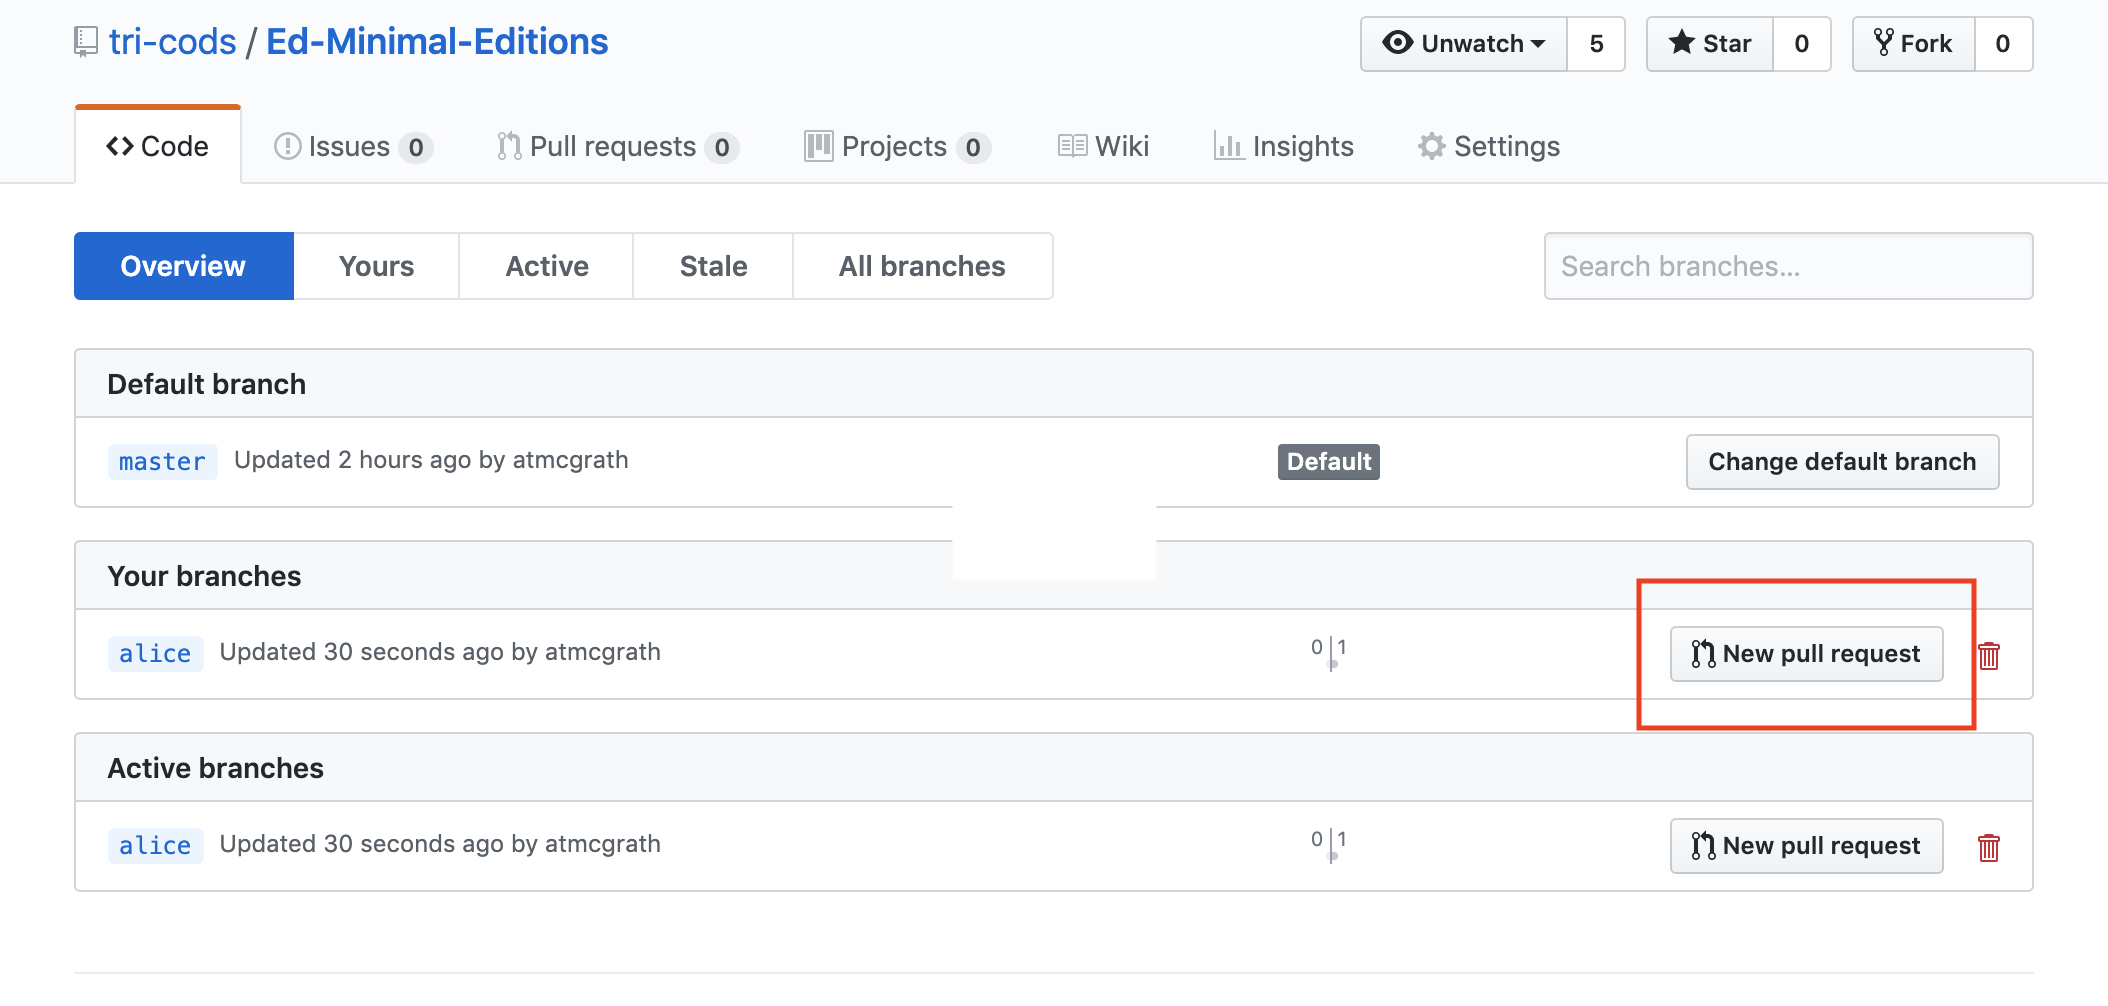 tri-cods / Ed-Minimal-Editions Unwatch 5 Star 0 Fork 0
Code Issues 0 Pull requests 0 Projects 0 Wiki Insights Settings
Overview Yours Active Stale All branches Search branches...
Default branch
master Updated 2 hours ago by atmcgrath Default Change default branch
Your branches
alice Updated 30 seconds ago by atmcgrath 0 1 New pull request
Active branches
alice Updated 30 seconds ago by atmcgrath 0 1 New pull request